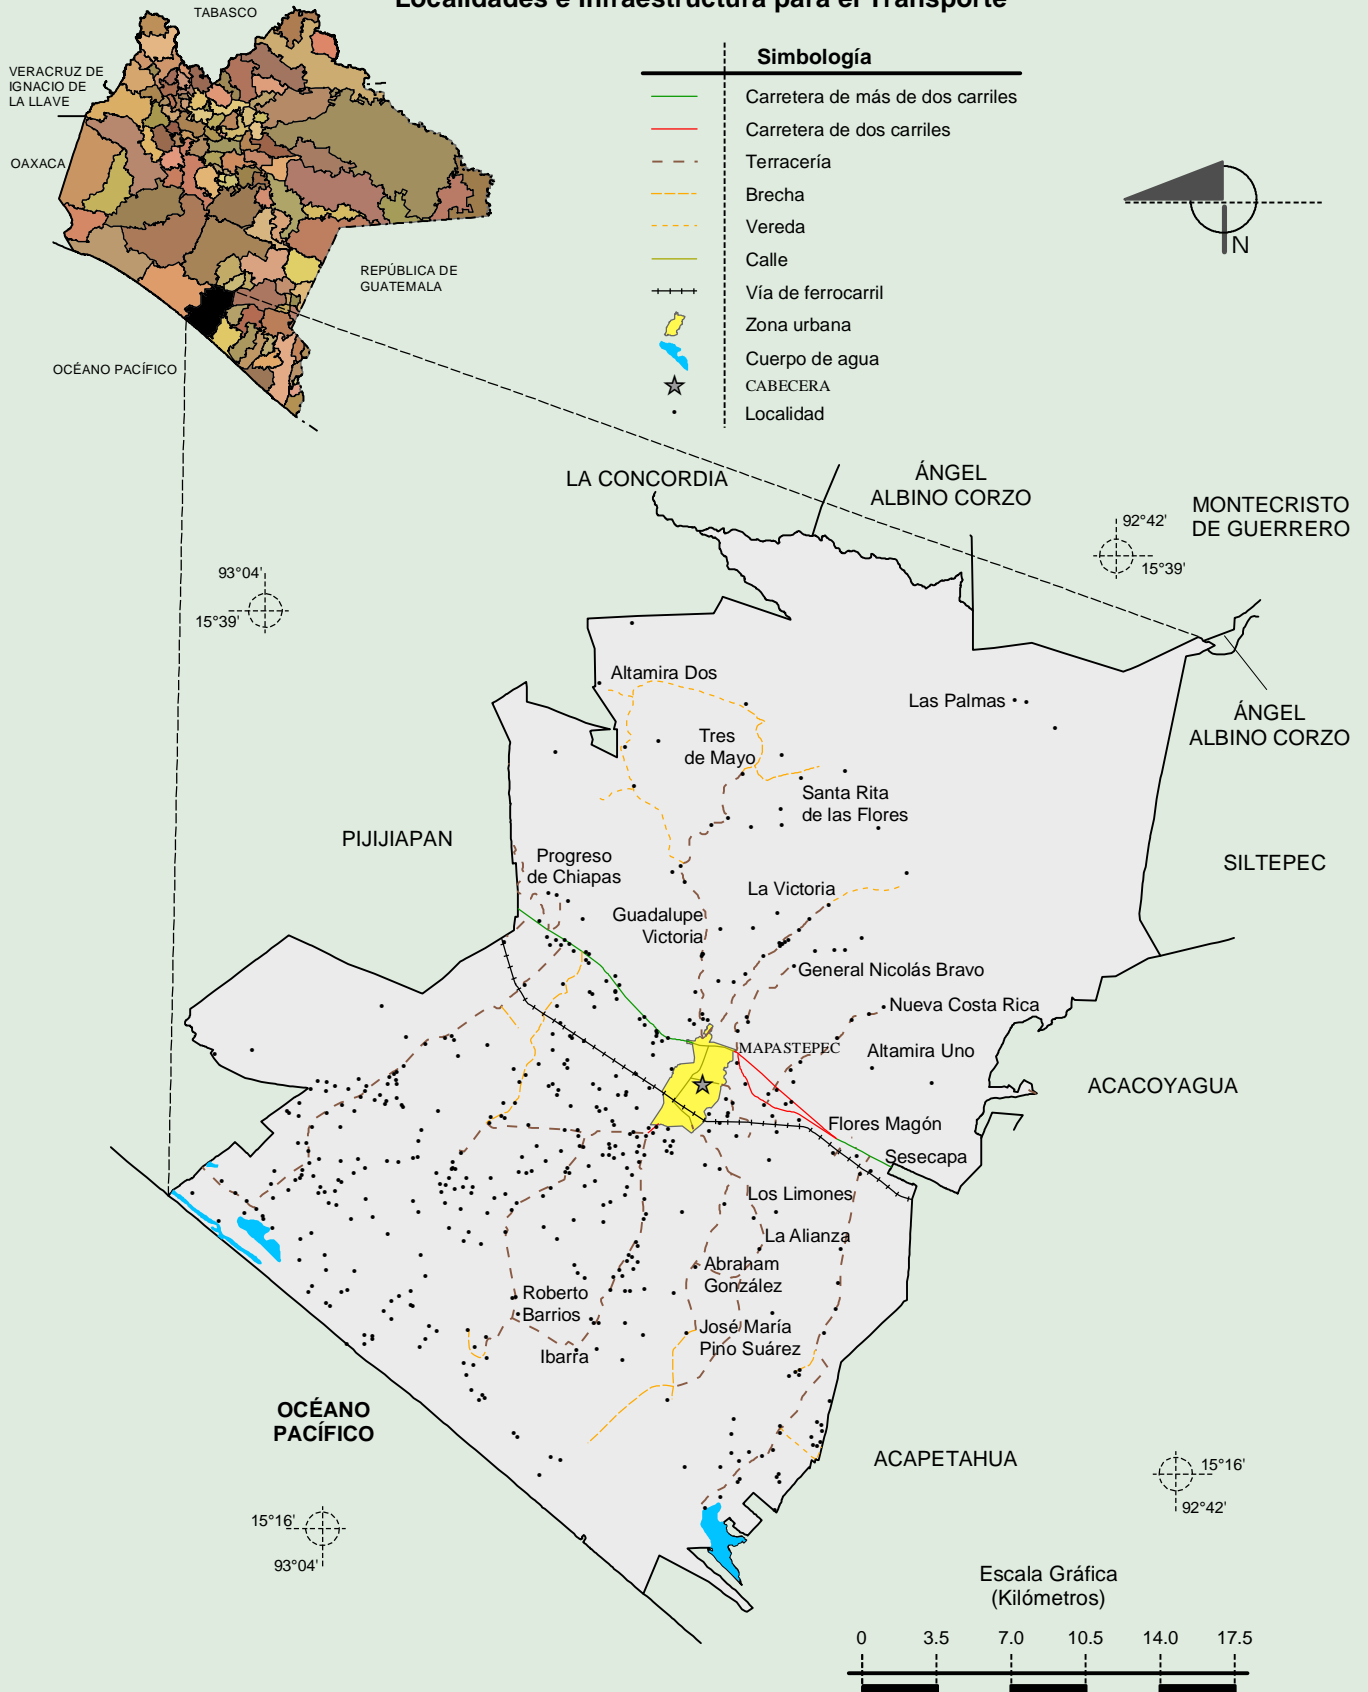 Localidades e Infraestructura para el Transporte
TABASCO
VERACRUZ DE
IGNACIO DE
LA LLAVE
OAXACA
REPÚBLICA DE
GUATEMALA
OCÉANO PACÍFICO
Simbología
Carretera de más de dos carriles
Carretera de dos carriles
Terracería
Brecha
Vereda
Calle
Vía de ferrocarril
Zona urbana
Cuerpo de agua
CABECERA
Localidad
N
LA CONCORDIA
ÁNGEL
ALBINO CORZO
MONTECRISTO
DE GUERRERO
92°42'
15°39'
93°04'
15°39'
Altamira Dos
Las Palmas
ÁNGEL
ALBINO CORZO
Tres
de Mayo
Santa Rita
de las Flores
PIJIJIAPAN
Progreso
de Chiapas
SILTEPEC
La Victoria
Guadalupe
Victoria
General Nicolás Bravo
Nueva Costa Rica
MAPASTEPEC
Altamira Uno
ACACOYAGUA
Flores Magón
Sesecapa
Los Limones
La Alianza
Abraham
González
Roberto
Barrios
José María
Pino Suárez
Ibarra
OCÉANO
PACÍFICO
ACAPETAHUA
15°16'
92°42'
15°16'
93°04'
Escala Gráfica
(Kilómetros)
0 3.5 7.0 10.5 14.0 17.5